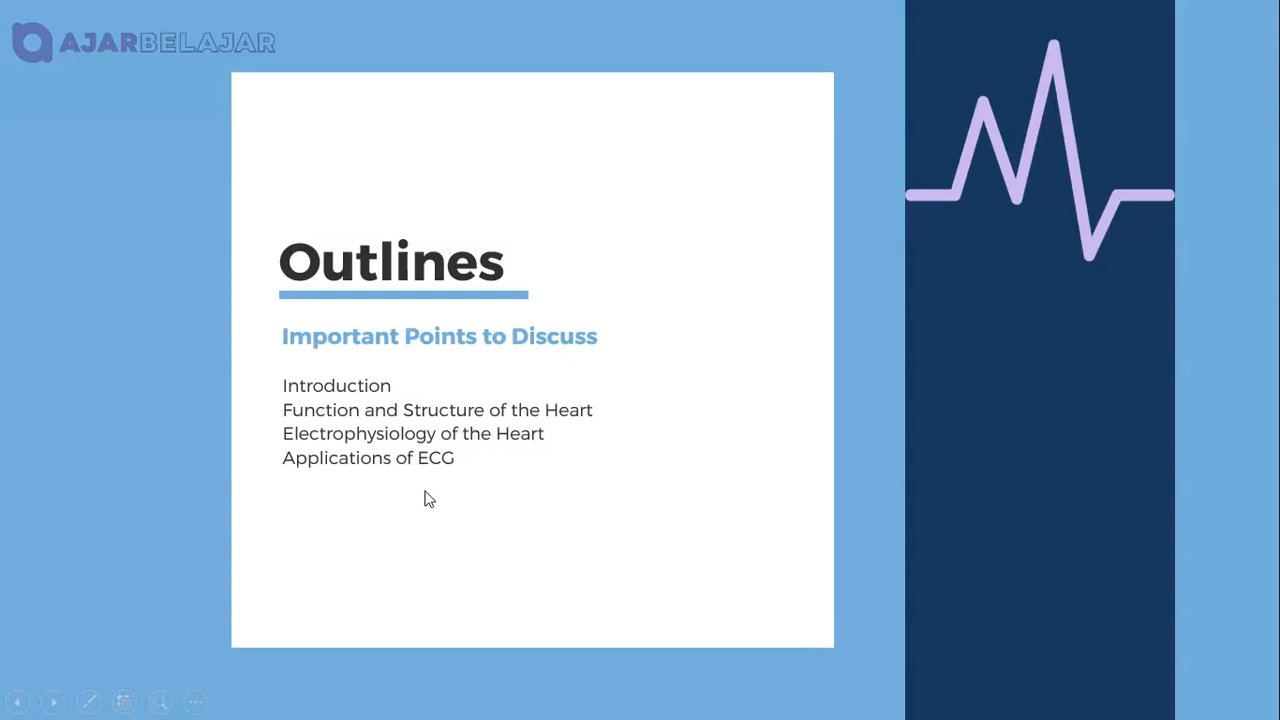 AJARBELAJAR
Outlines
Important Points to Discuss
Introduction
Function and Structure of the Heart
Electrophysiology of the Heart
Applications of ECG